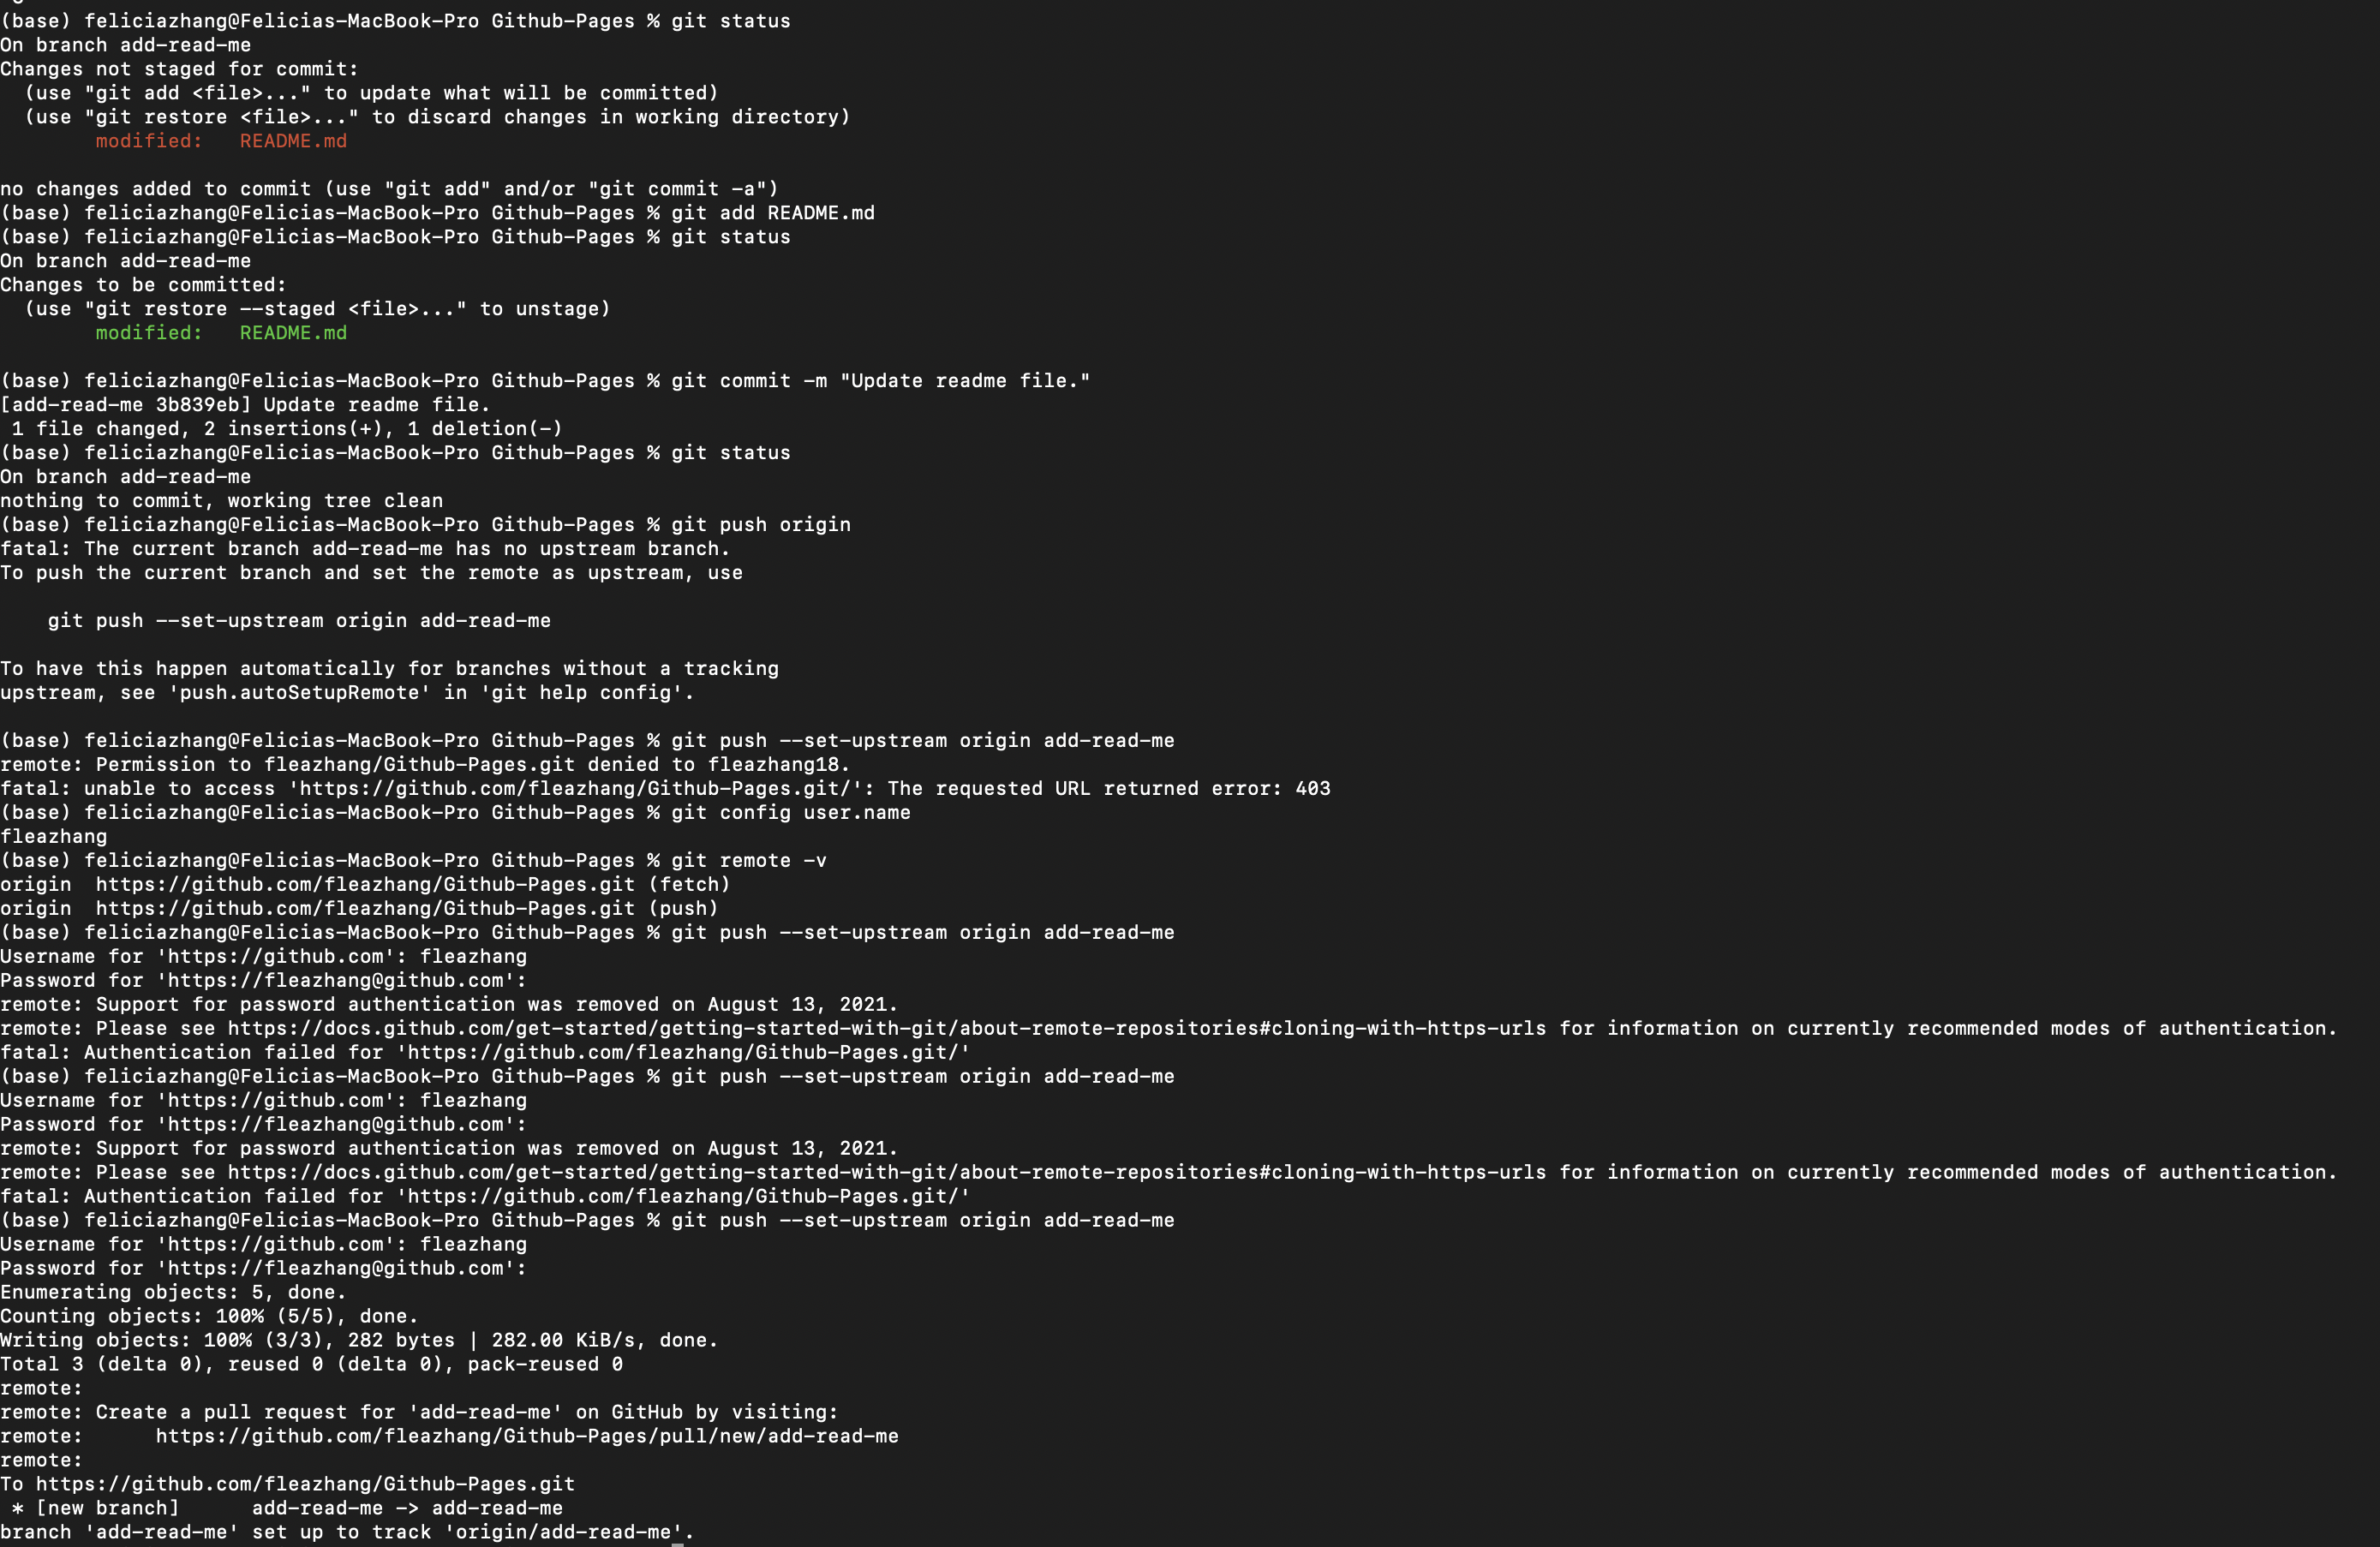 (base) feliciazhang@Felicias-MacBook-Pro Github-Pages % git status
On branch add-read-me
Changes not staged for commit:
  (use "git add <file>..." to update what will be committed)
  (use "git restore <file>..." to discard changes in working directory)
        modified:   README.md

no changes added to commit (use "git add" and/or "git commit -a")
(base) feliciazhang@Felicias-MacBook-Pro Github-Pages % git add README.md
(base) feliciazhang@Felicias-MacBook-Pro Github-Pages % git status
On branch add-read-me
Changes to be committed:
  (use "git restore --staged <file>..." to unstage)
        modified:   README.md

(base) feliciazhang@Felicias-MacBook-Pro Github-Pages % git commit -m "Update readme file."
[add-read-me 3b839eb] Update readme file.
 1 file changed, 2 insertions(+), 1 deletion(-)
(base) feliciazhang@Felicias-MacBook-Pro Github-Pages % git status
On branch add-read-me
nothing to commit, working tree clean
(base) feliciazhang@Felicias-MacBook-Pro Github-Pages % git push origin
fatal: The current branch add-read-me has no upstream branch.
To push the current branch and set the remote as upstream, use

    git push --set-upstream origin add-read-me

To have this happen automatically for branches without a tracking
upstream, see 'push.autoSetupRemote' in 'git help config'.

(base) feliciazhang@Felicias-MacBook-Pro Github-Pages % git push --set-upstream origin add-read-me
remote: Permission to fleazhang/Github-Pages.git denied to fleazhang18.
fatal: unable to access 'https://github.com/fleazhang/Github-Pages.git/': The requested URL returned error: 403
(base) feliciazhang@Felicias-MacBook-Pro Github-Pages % git config user.name
fleazhang
(base) feliciazhang@Felicias-MacBook-Pro Github-Pages % git remote -v
origin  https://github.com/fleazhang/Github-Pages.git (fetch)
origin  https://github.com/fleazhang/Github-Pages.git (push)
(base) feliciazhang@Felicias-MacBook-Pro Github-Pages % git push --set-upstream origin add-read-me
Username for 'https://github.com': fleazhang
Password for 'https://fleazhang@github.com':
remote: Support for password authentication was removed on August 13, 2021.
remote: Please see https://docs.github.com/get-started/getting-started-with-git/about-remote-repositories#cloning-with-https-urls for information on currently recommended modes of authentication.
fatal: Authentication failed for 'https://github.com/fleazhang/Github-Pages.git/'
(base) feliciazhang@Felicias-MacBook-Pro Github-Pages % git push --set-upstream origin add-read-me
Username for 'https://github.com': fleazhang
Password for 'https://fleazhang@github.com':
remote: Support for password authentication was removed on August 13, 2021.
remote: Please see https://docs.github.com/get-started/getting-started-with-git/about-remote-repositories#cloning-with-https-urls for information on currently recommended modes of authentication.
fatal: Authentication failed for 'https://github.com/fleazhang/Github-Pages.git/'
(base) feliciazhang@Felicias-MacBook-Pro Github-Pages % git push --set-upstream origin add-read-me
Username for 'https://github.com': fleazhang
Password for 'https://fleazhang@github.com':
Enumerating objects: 5, done.
Counting objects: 100% (5/5), done.
Writing objects: 100% (3/3), 282 bytes | 282.00 KiB/s, done.
Total 3 (delta 0), reused 0 (delta 0), pack-reused 0
remote:
remote: Create a pull request for 'add-read-me' on GitHub by visiting:
remote:      https://github.com/fleazhang/Github-Pages/pull/new/add-read-me
remote:
To https://github.com/fleazhang/Github-Pages.git
 * [new branch]      add-read-me -> add-read-me
branch 'add-read-me' set up to track 'origin/add-read-me'.